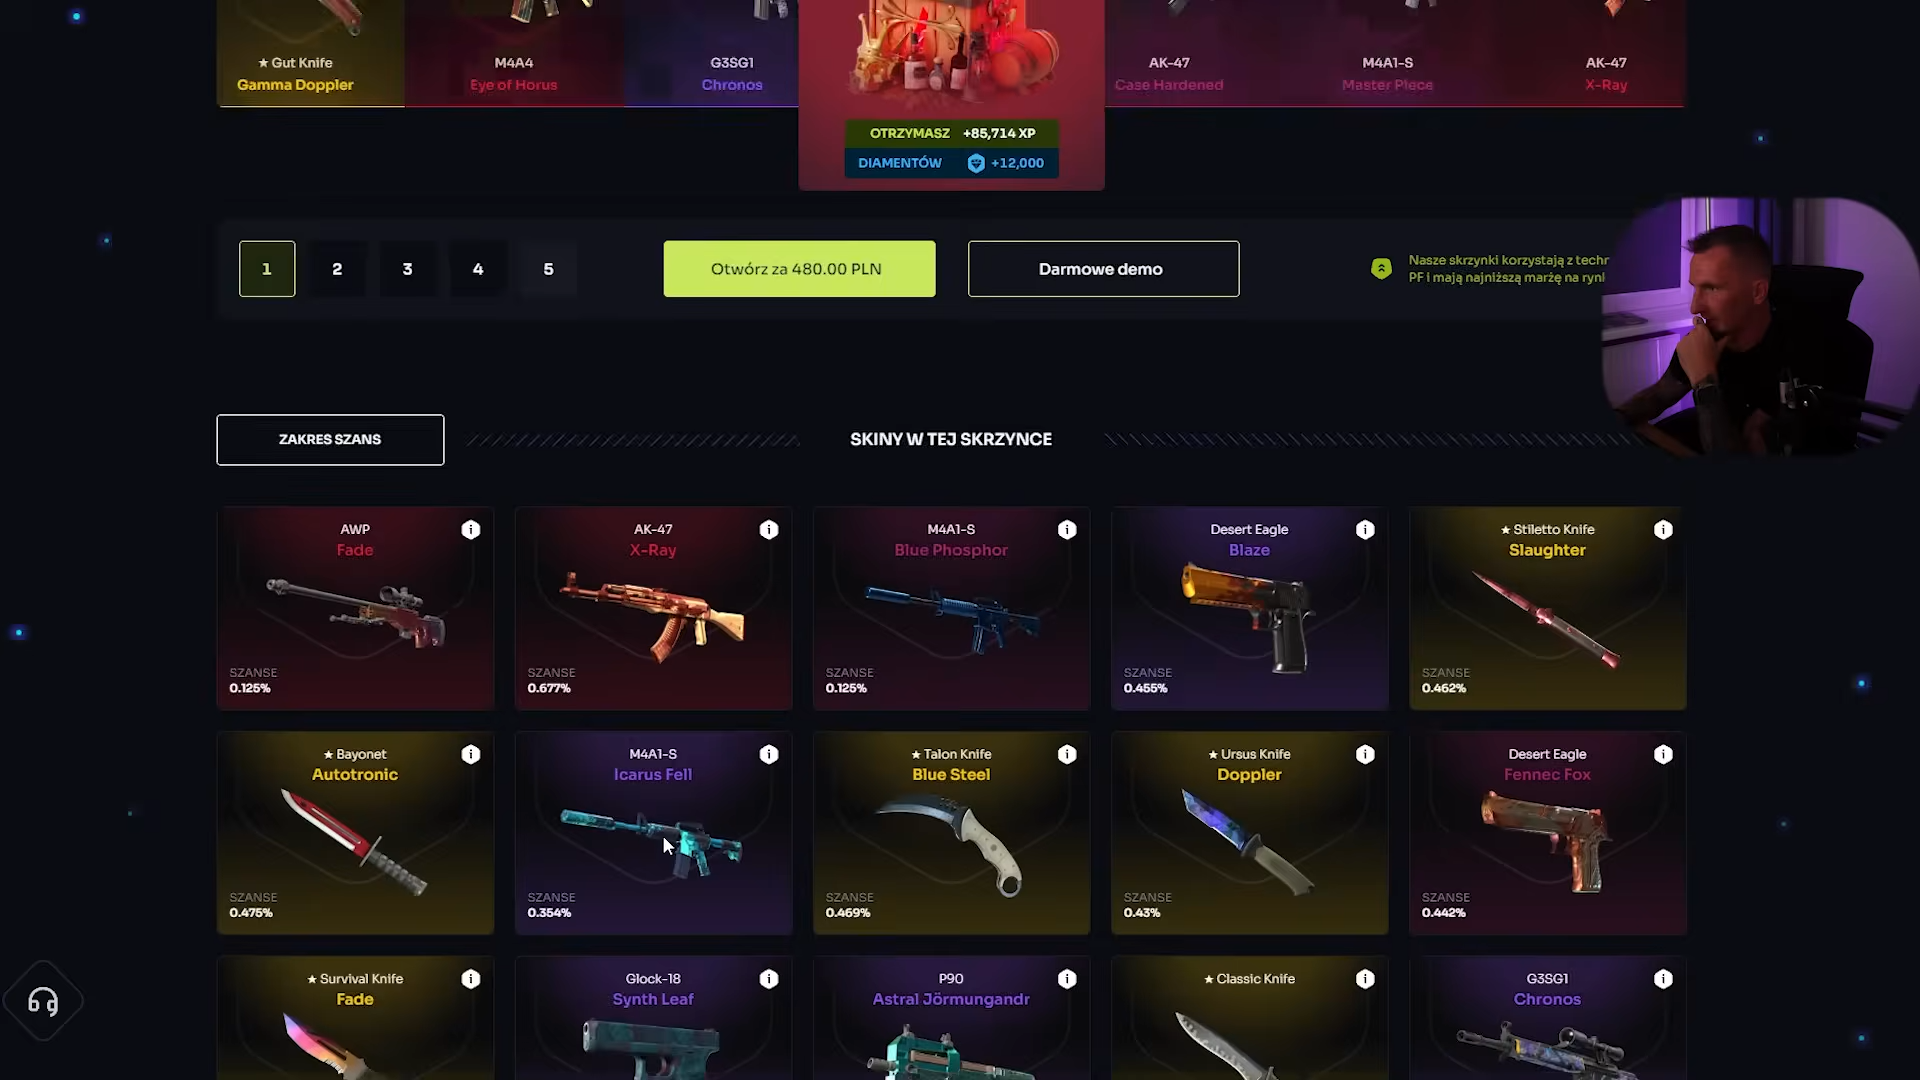 ★ Gut Knife
Gamma Doppler
M4A4
Eye of Horus
G3SG1
Chronos
AK-47
Case Hardened
M4A1-S
Master Piece
AK-47
X-Ray
OTRZYMASZ +85,714 XP
DIAMENTÓW +12,000
1 2 3 4 5
Otwórz za 480.00 PLN
Darmowe demo
Nasze skrzynki korzystają z techn
PF i mają najniższą marżę na rynk
ZAKRES SZANS
SKINY W TEJ SKRZYNCE
AWP
Fade
SZANSE
0.125%
AK-47
X-Ray
SZANSE
0.677%
M4A1-S
Blue Phosphor
SZANSE
0.125%
Desert Eagle
Blaze
SZANSE
0.455%
★ Stiletto Knife
Slaughter
SZANSE
0.462%
★ Bayonet
Autotronic
SZANSE
0.475%
M4A1-S
Icarus Fell
SZANSE
0.354%
★ Talon Knife
Blue Steel
SZANSE
0.469%
★ Ursus Knife
Doppler
SZANSE
0.43%
Desert Eagle
Fennec Fox
SZANSE
0.442%
★ Survival Knife
Fade
Glock-18
Synth Leaf
P90
Astral Jörmungandr
★ Classic Knife
G3SG1
Chronos